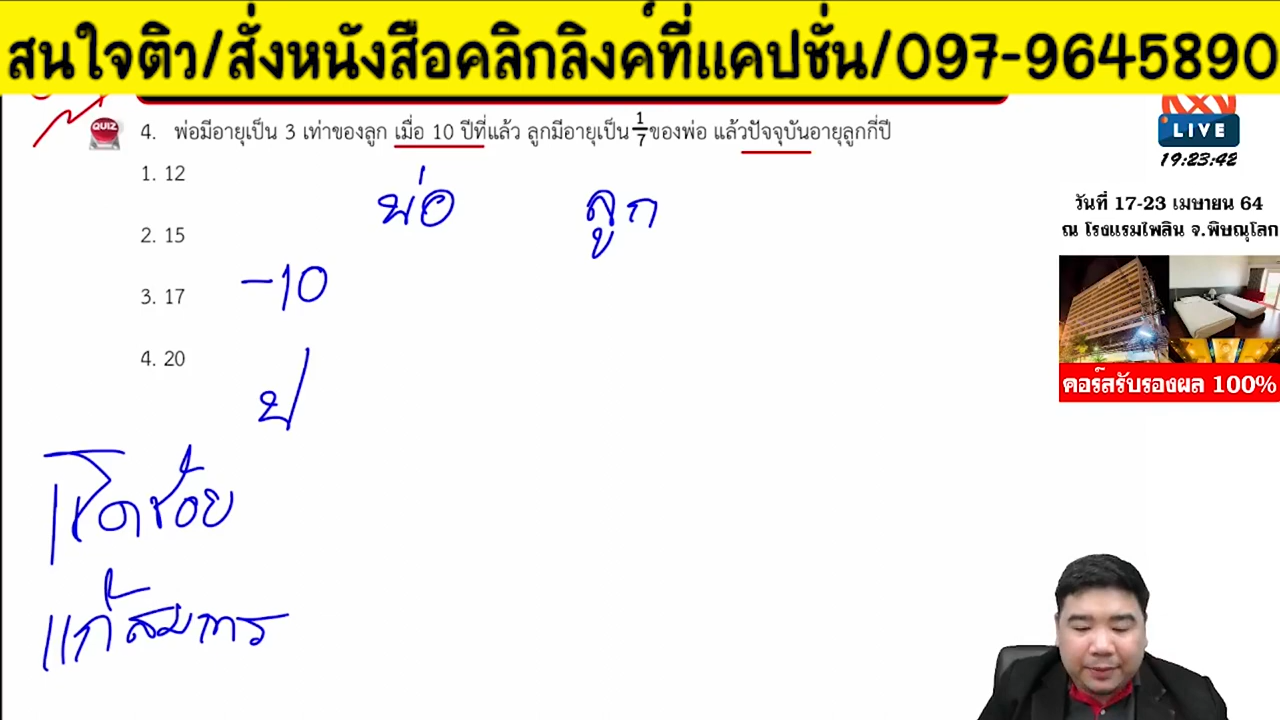 สนใจติว/สั่งหนังสือคลิกลิงค์ที่แคปชั่น/097-9645890
QUIZ
4. พ่อมีอายุเป็น 3 เท่าของลูก เมื่อ 10 ปีที่แล้ว ลูกมีอายุเป็น 1/7 ของพ่อ แล้วปัจจุบันอายุลูกกี่ปี
1. 12
2. 15
3. 17
4. 20
พ่อ ลูก
-10
ป
เช็คช้อย
แก้สมการ
LIVE
19:23:42
วันที่ 17-23 เมษายน 64
ณ โรงแรมไพลิน จ.พิษณุโลก
คอร์สรับรองผล 100%